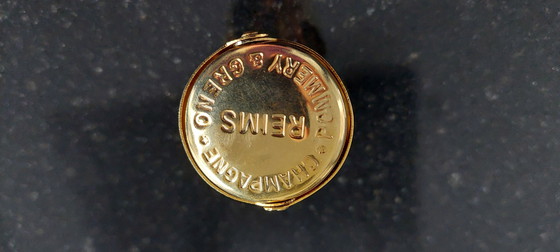 POMMERY & GRENO
REIMS
• CHAMPAGNE •